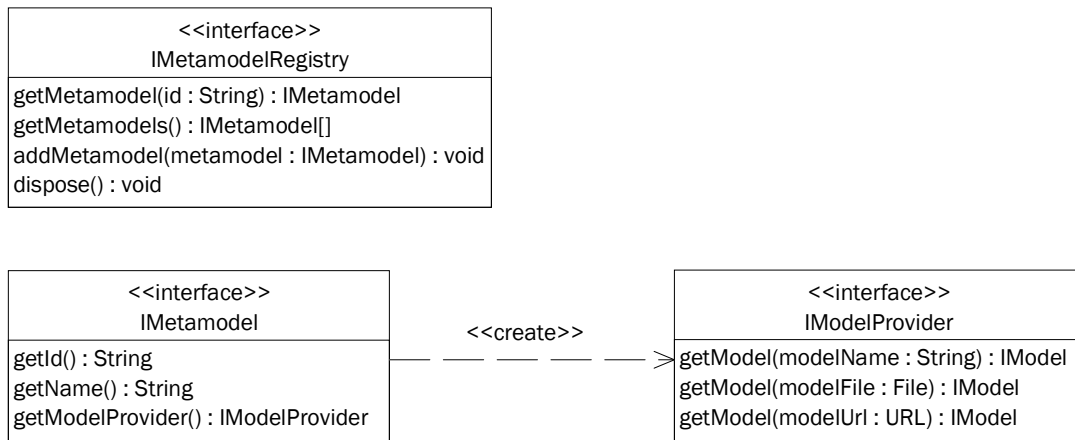 <<interface>>
IMetamodelRegistry
getMetamodel(id : String) : IMetamodel
getMetamodels() : IMetamodel[]
addMetamodel(metamodel : IMetamodel) : void
dispose() : void
<<interface>>
IMetamodel
getId() : String
getName() : String
getModelProvider() : IModelProvider
<<create>>
<<interface>>
IModelProvider
getModel(modelName : String) : IModel
getModel(modelFile : File) : IModel
getModel(modelUrl : URL) : IModel